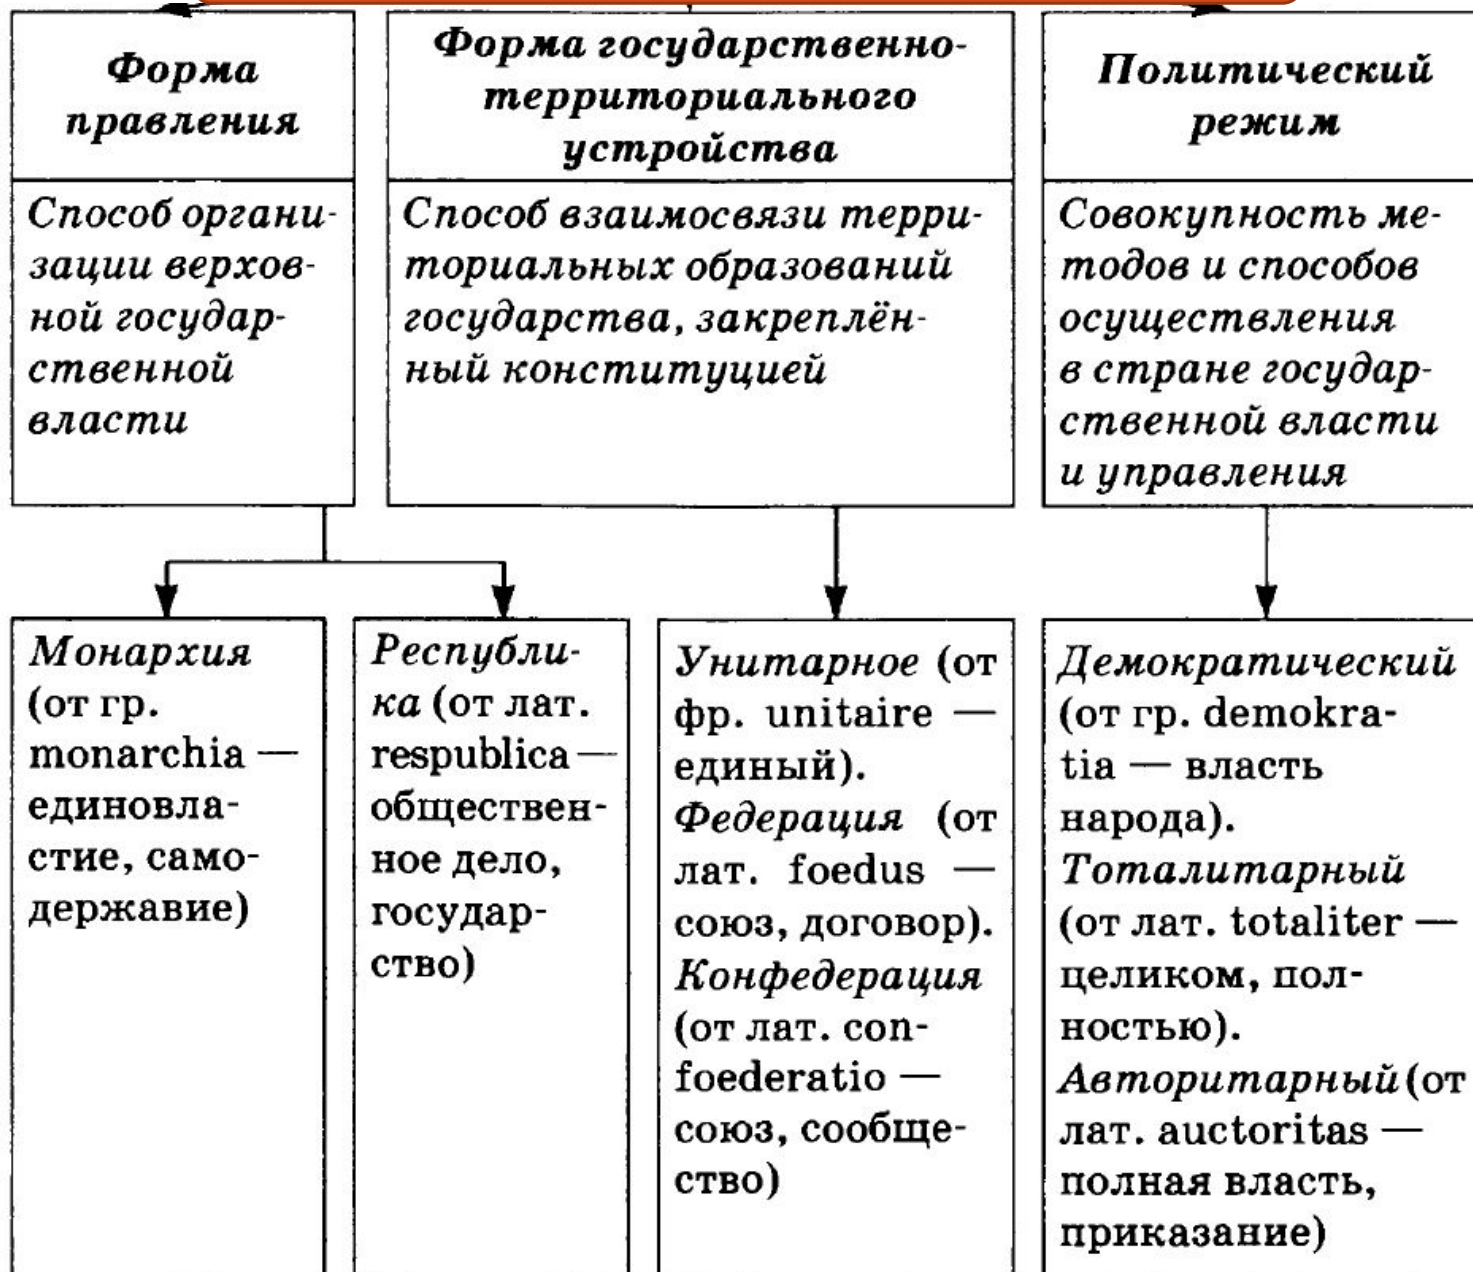 Форма
правления
Способ органи-
зации верхов-
ной государ-
ственной
власти
Форма государственно-
территориального
устройства
Способ взаимосвязи терри-
ториальных образований
государства, закреплён-
ный конституцией
Политический
режим
Совокупность ме-
тодов и способов
осуществления
в стране государ-
ственной власти
и управления
Монархия
(от гр.
monarchia —
единовла-
стие, само-
державие)
Республи-
ка (от лат.
respublica —
обществен-
ное дело,
государ-
ство)
Унитарное (от
фр. unitaire —
единый).
Федерация (от
лат. foedus —
союз, договор).
Конфедерация
(от лат. con-
foederatio —
союз, сообще-
ство)
Демократический
(от гр. demokra-
tia — власть
народа).
Тоталитарный
(от лат. totaliter —
целиком, пол-
ностью).
Авторитарный (от
лат. auctoritas —
полная власть,
приказание)